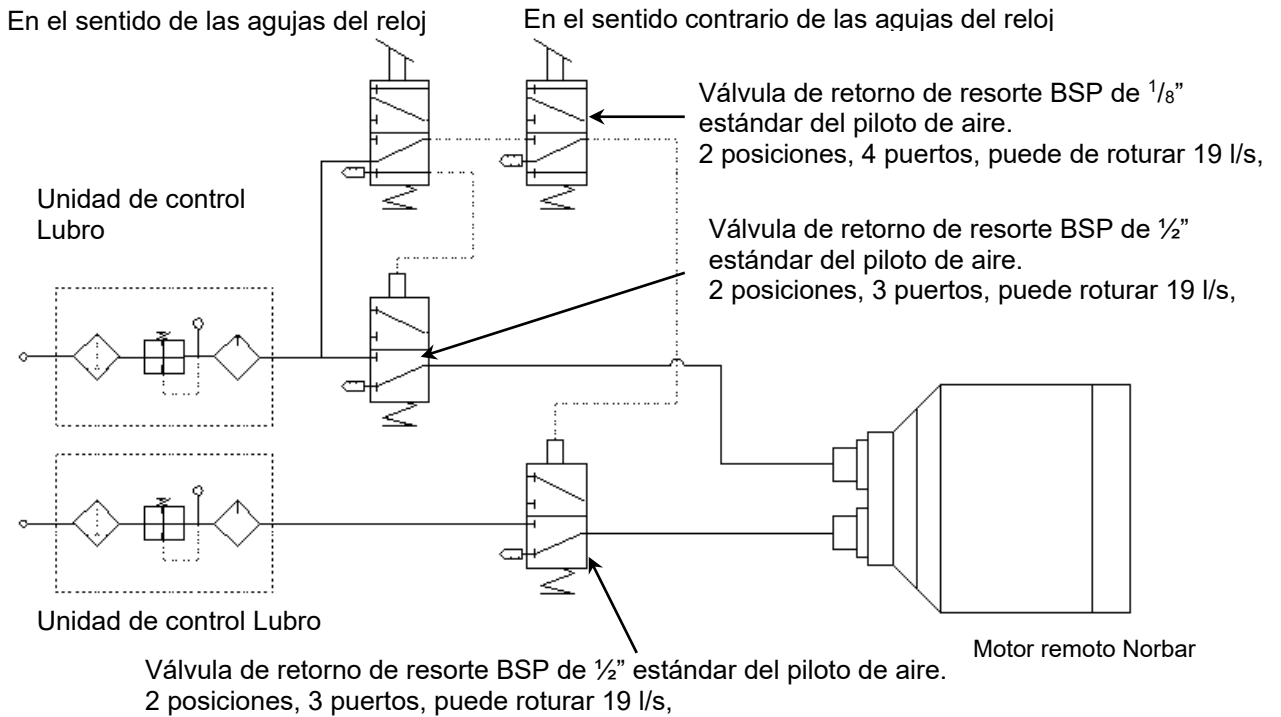 En el sentido de las agujas del reloj
En el sentido contrario de las agujas del reloj
Válvula de retorno de resorte BSP de 1/8”
estándar del piloto de aire.
2 posiciones, 4 puertos, puede de roturar 19 l/s,
Unidad de control
Lubro
Válvula de retorno de resorte BSP de ½”
estándar del piloto de aire.
2 posiciones, 3 puertos, puede roturar 19 l/s,
Unidad de control Lubro
Motor remoto Norbar
Válvula de retorno de resorte BSP de ½” estándar del piloto de aire.
2 posiciones, 3 puertos, puede roturar 19 l/s,